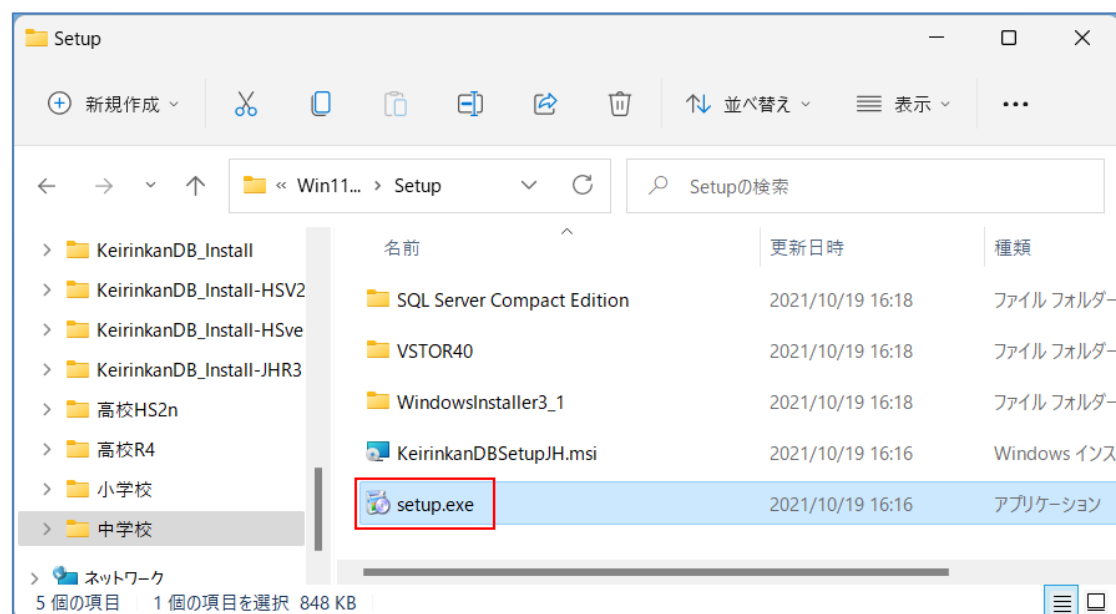 Setup
新規作成
並べ替え
表示
« Win11... › Setup
Setupの検索
KeirinkanDB_Install
KeirinkanDB_Install-HSV2
KeirinkanDB_Install-HSve
KeirinkanDB_Install-JHR3
高校HS2n
高校R4
小学校
中学校
ネットワーク
名前 更新日時 種類
SQL Server Compact Edition 2021/10/19 16:18 ファイル フォルダー
VSTOR40 2021/10/19 16:18 ファイル フォルダー
WindowsInstaller3_1 2021/10/19 16:18 ファイル フォルダー
KeirinkanDBSetupJH.msi 2021/10/19 16:16 Windows インス
setup.exe 2021/10/19 16:16 アプリケーション
5 個の項目 1 個の項目を選択 848 KB